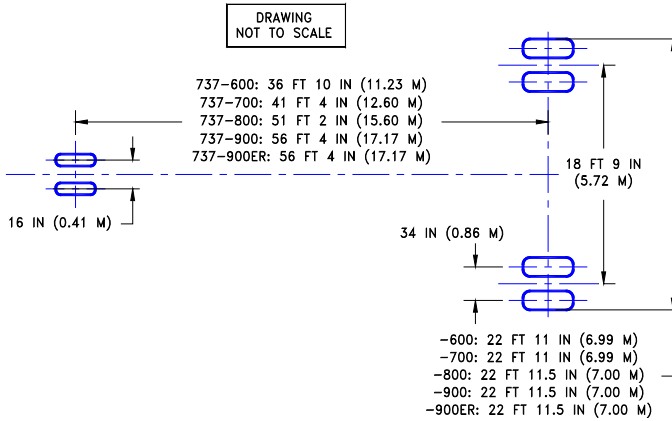 DRAWING
NOT TO SCALE
737-600: 36 FT 10 IN (11.23 M)
737-700: 41 FT 4 IN (12.60 M)
737-800: 51 FT 2 IN (15.60 M)
737-900: 56 FT 4 IN (17.17 M)
737-900ER: 56 FT 4 IN (17.17 M)
18 FT 9 IN
(5.72 M)
16 IN (0.41 M)
34 IN (0.86 M)
-600: 22 FT 11 IN (6.99 M)
-700: 22 FT 11 IN (6.99 M)
-800: 22 FT 11.5 IN (7.00 M)
-900: 22 FT 11.5 IN (7.00 M)
-900ER: 22 FT 11.5 IN (7.00 M)